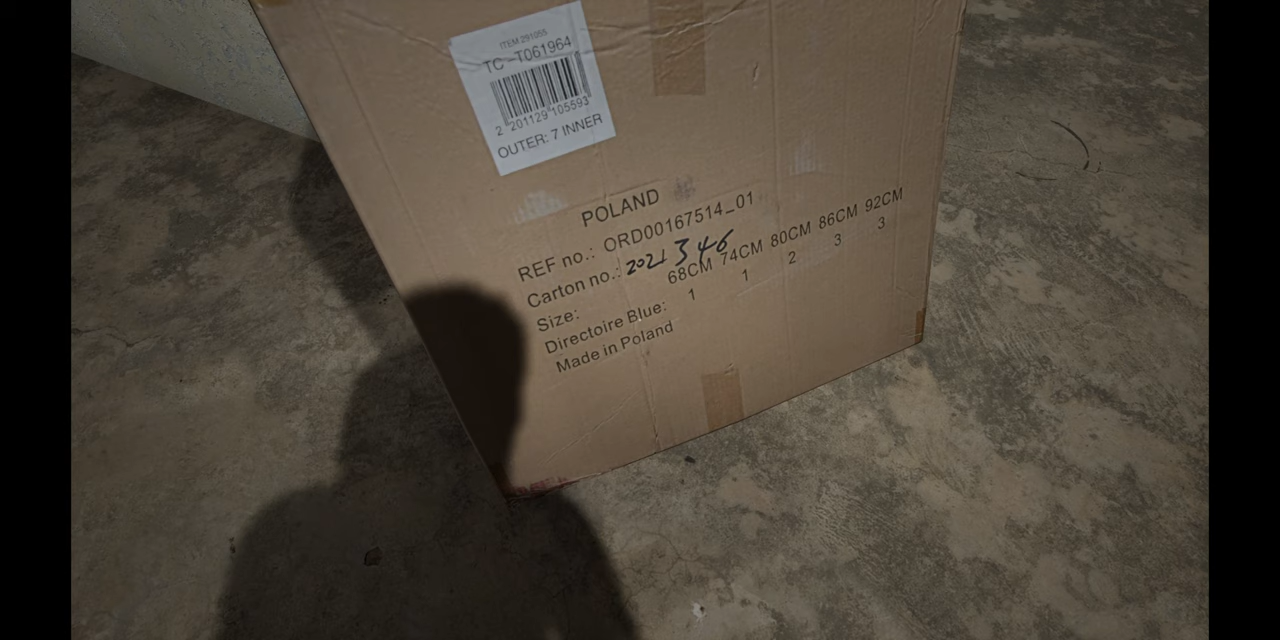 ITEM 291055
TC-T061964
2 201129 105593
OUTER: 7 INNER
POLAND
REF no.: ORD00167514_01
Carton no.: 2021 346
Size: 68CM 74CM 80CM 86CM 92CM
Directoire Blue: 1 1 2 3 3
Made in Poland